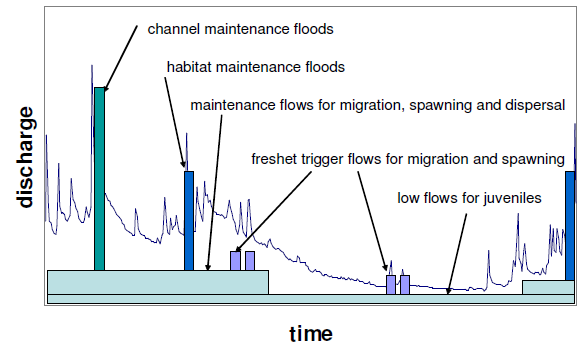 channel maintenance floods
habitat maintenance floods
maintenance flows for migration, spawning and dispersal
freshet trigger flows for migration and spawning
low flows for juveniles
discharge
time